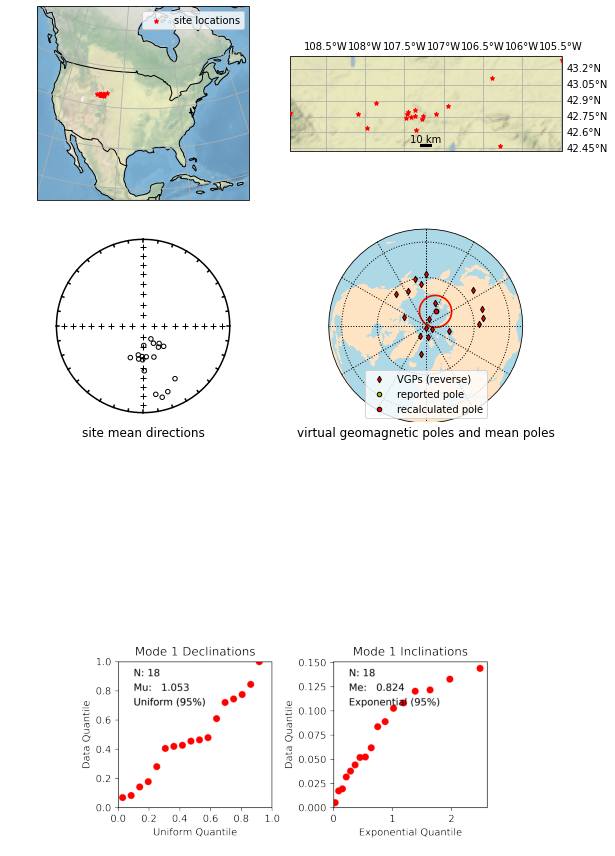 site locations
108.5°W 108°W 107.5°W 107°W 106.5°W 106°W 105.5°W
43.2°N
43.05°N
42.9°N
42.75°N
42.6°N
42.45°N
10 km
VGPs (reverse)
reported pole
recalculated pole
site mean directions
virtual geomagnetic poles and mean poles
Mode 1 Declinations
N: 18
Mu: 1.053
Uniform (95%)
Data Quantile
1.0
0.8
0.6
0.4
0.2
0.0
0.0 0.2 0.4 0.6 0.8 1.0
Uniform Quantile
Mode 1 Inclinations
N: 18
Me: 0.824
Exponential (95%)
Data Quantile
0.150
0.125
0.100
0.075
0.050
0.025
0.000
0 1 2
Exponential Quantile